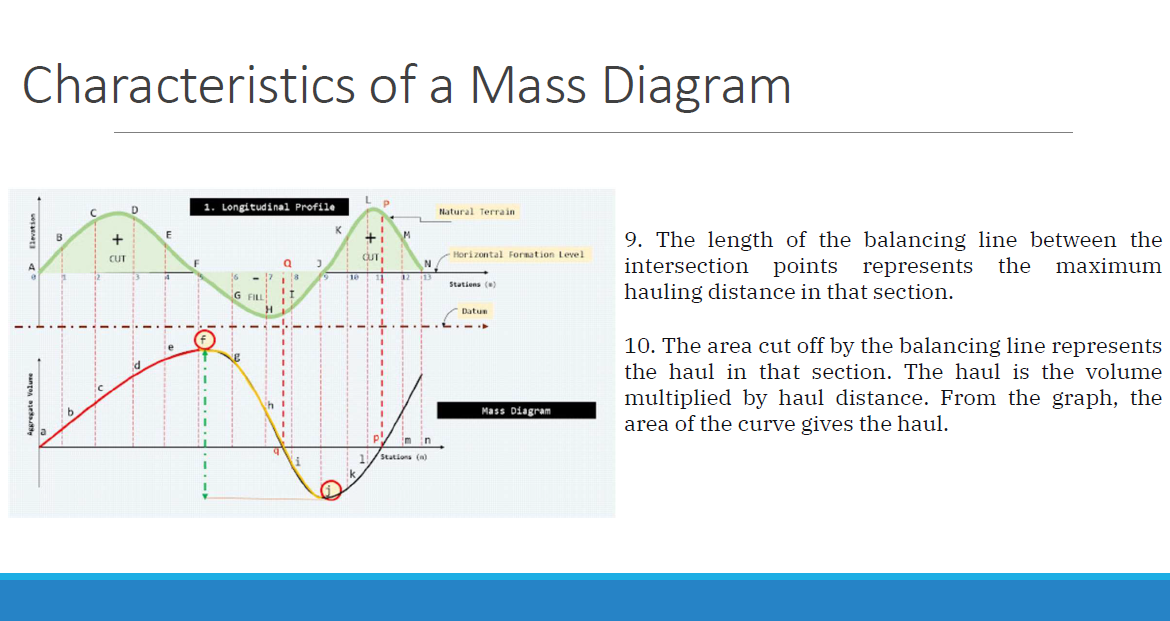 Characteristics of a Mass Diagram
1. Longitudinal Profile
Elevation
A
B
C
D
E
F
G
H
I
J
K
L
P
M
N
Q
+
CUT
- 
FILL
+
CUT
0 1 2 3 4 5 6 7 8 9 10 11 12 13
Natural Terrain
Horizontal Formation Level
Stations (n)
Datum
Aggregate Volume
a
b
c
d
e
f
g
h
q
i
j
k
l
p
m
n
Stations (n)
Mass Diagram
9. The length of the balancing line between the
intersection points represents the maximum
hauling distance in that section.
10. The area cut off by the balancing line represents
the haul in that section. The haul is the volume
multiplied by haul distance. From the graph, the
area of the curve gives the haul.